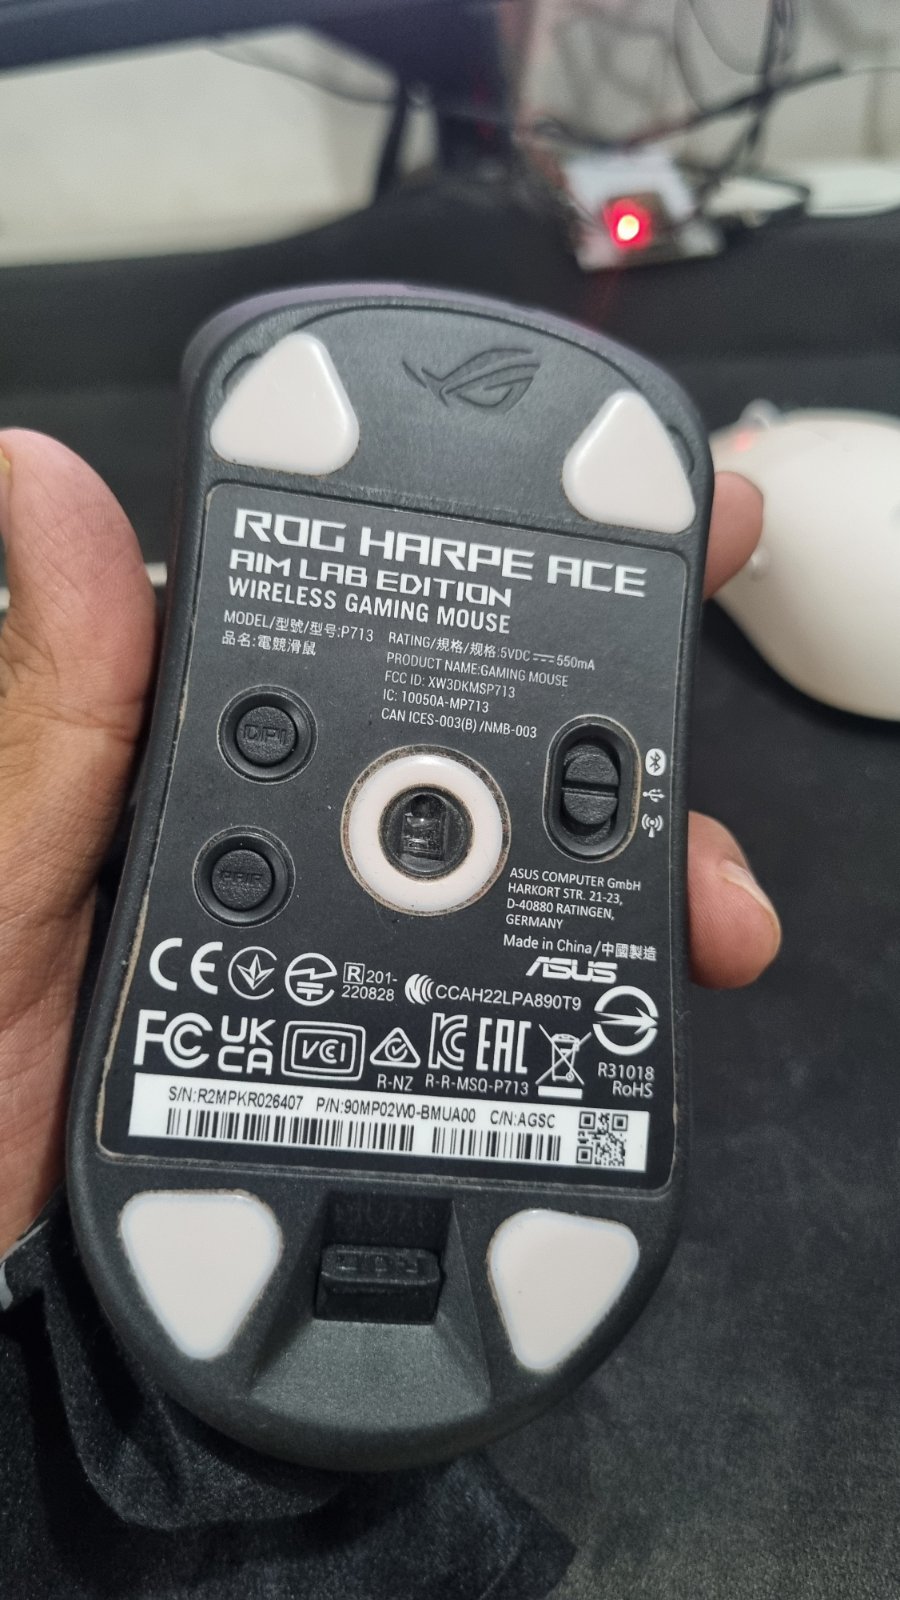 ROG HARPE ACE
AIM LAB EDITION
WIRELESS GAMING MOUSE
MODEL/型號/型号:P713
品名:電競滑鼠
RATING/規格/规格:5VDC⎓550mA
PRODUCT NAME:GAMING MOUSE
FCC ID: XW3DKMSP713
IC: 10050A-MP713
CAN ICES-003(B) /NMB-003
DPI
PAIR
ASUS COMPUTER GmbH
HARKORT STR. 21-23,
D-40880 RATINGEN,
GERMANY
Made in China/中國製造
ASUS
CE
R 201-
220828
CCAH22LPA890T9
FC
UK
CA
VCI
R-NZ
KC
EAC
R-R-MSQ-P713
R31018
RoHS
S/N:R2MPKR026407 P/N:90MP02W0-BMUA00 C/N:AGSC